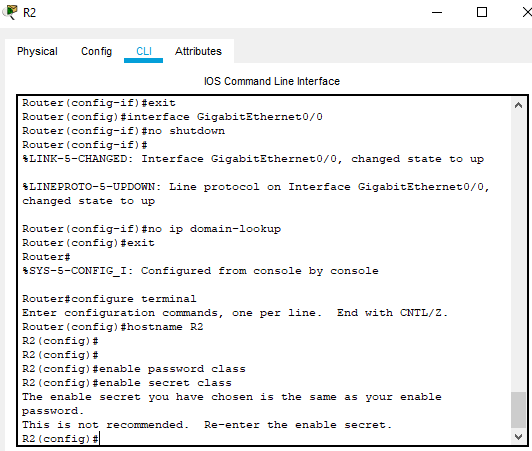 R2
Physical Config CLI Attributes
IOS Command Line Interface
Router(config-if)#exit
Router(config)#interface GigabitEthernet0/0
Router(config-if)#no shutdown
Router(config-if)#
%LINK-5-CHANGED: Interface GigabitEthernet0/0, changed state to up
%LINEPROTO-5-UPDOWN: Line protocol on Interface GigabitEthernet0/0,
changed state to up
Router(config-if)#no ip domain-lookup
Router(config)#exit
Router#
%SYS-5-CONFIG_I: Configured from console by console
Router#configure terminal
Enter configuration commands, one per line.  End with CNTL/Z.
Router(config)#hostname R2
R2(config)#
R2(config)#
R2(config)#enable password class
R2(config)#enable secret class
The enable secret you have chosen is the same as your enable
password.
This is not recommended.  Re-enter the enable secret.
R2(config)#